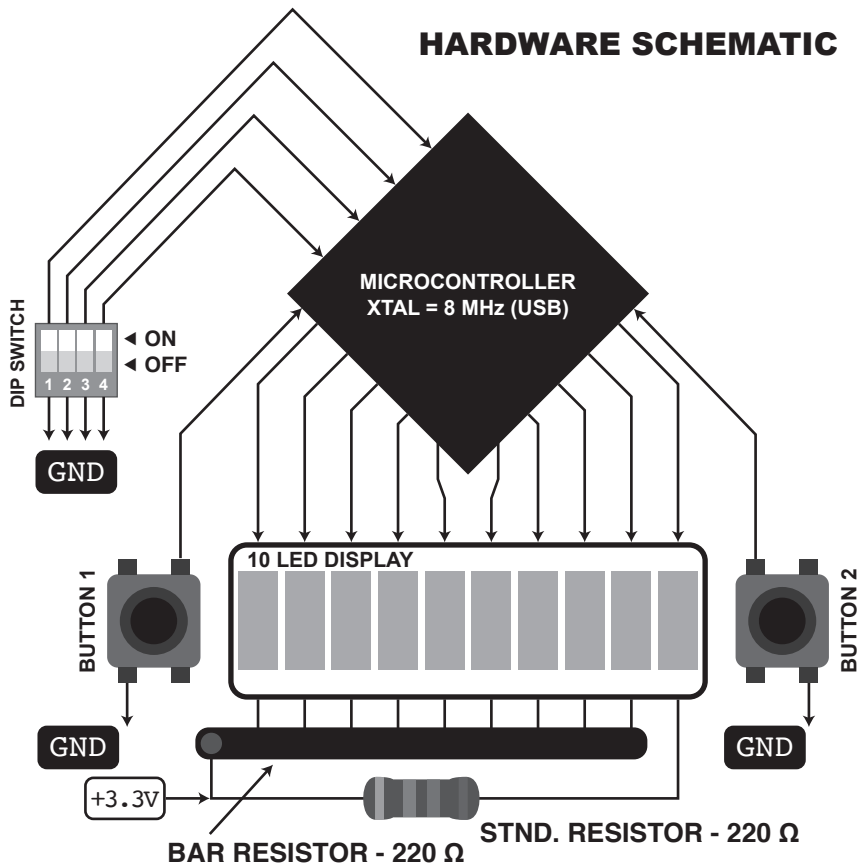 HARDWARE SCHEMATIC
MICROCONTROLLER
XTAL = 8 MHz (USB)
DIP SWITCH
ON
OFF
1 2 3 4
GND
10 LED DISPLAY
BUTTON 1
BUTTON 2
GND
GND
+3.3V
STND. RESISTOR - 220 Ω
BAR RESISTOR - 220 Ω